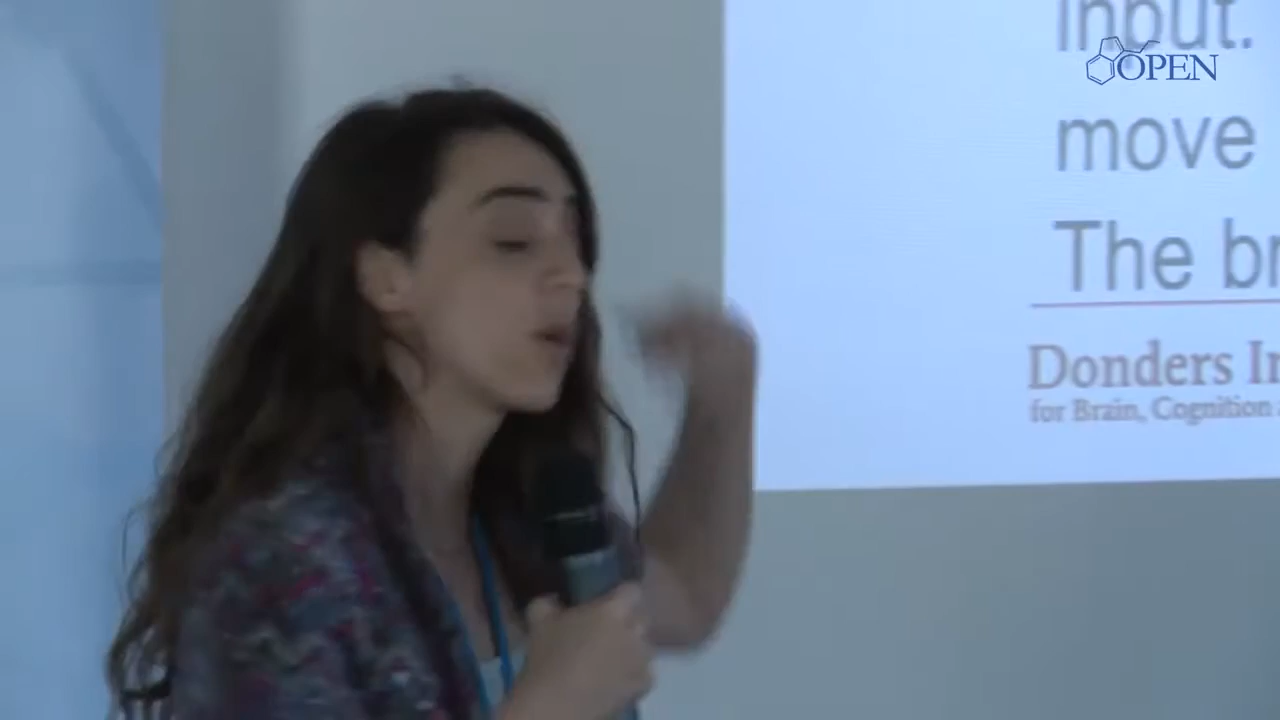 input.
OPEN
move
The br
Donders In
for Brain, Cognition